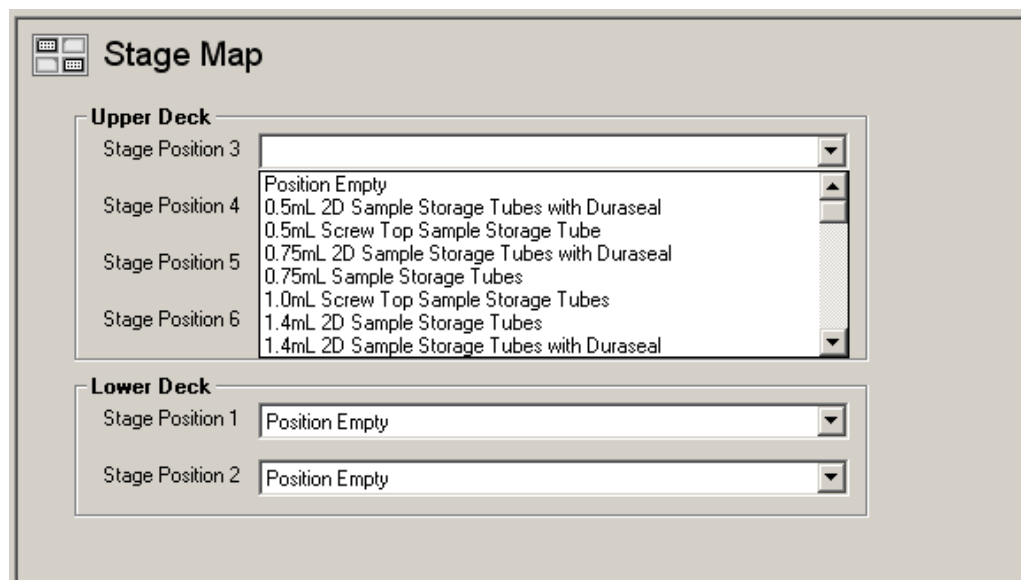 Stage Map
Upper Deck
Stage Position 3
Position Empty
0.5mL 2D Sample Storage Tubes with Duraseal
0.5mL Screw Top Sample Storage Tube
0.75mL 2D Sample Storage Tubes with Duraseal
0.75mL Sample Storage Tubes
1.0mL Screw Top Sample Storage Tubes
1.4mL 2D Sample Storage Tubes
1.4mL 2D Sample Storage Tubes with Duraseal
Stage Position 4
Stage Position 5
Stage Position 6
Lower Deck
Stage Position 1 Position Empty
Stage Position 2 Position Empty